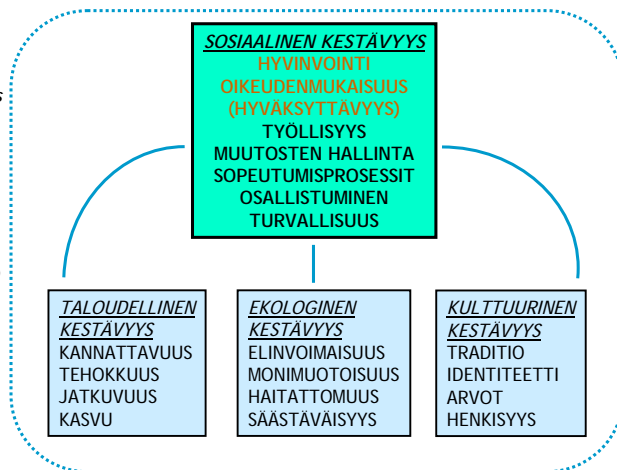 SOSIAALINEN KESTÄVYYS
HYVINVOINTI
OIKEUDENMUKAISUUS
(HYVÄKSYTTÄVYYS)
TYÖLLISYYS
MUUTOSTEN HALLINTA
SOPEUTUMISPROSESSIT
OSALLISTUMINEN
TURVALLISUUS
TALOUDELLINEN
KESTÄVYYS
KANNATTAVUUS
TEHOKKUUS
JATKUVUUS
KASVU
EKOLOGINEN
KESTÄVYYS
ELINVOIMAISUUS
MONIMUOTOISUUS
HAITATTOMUUS
SÄÄSTÄVÄISYYS
KULTTUURINEN
KESTÄVYYS
TRADITIO
IDENTITEETTI
ARVOT
HENKISYYS